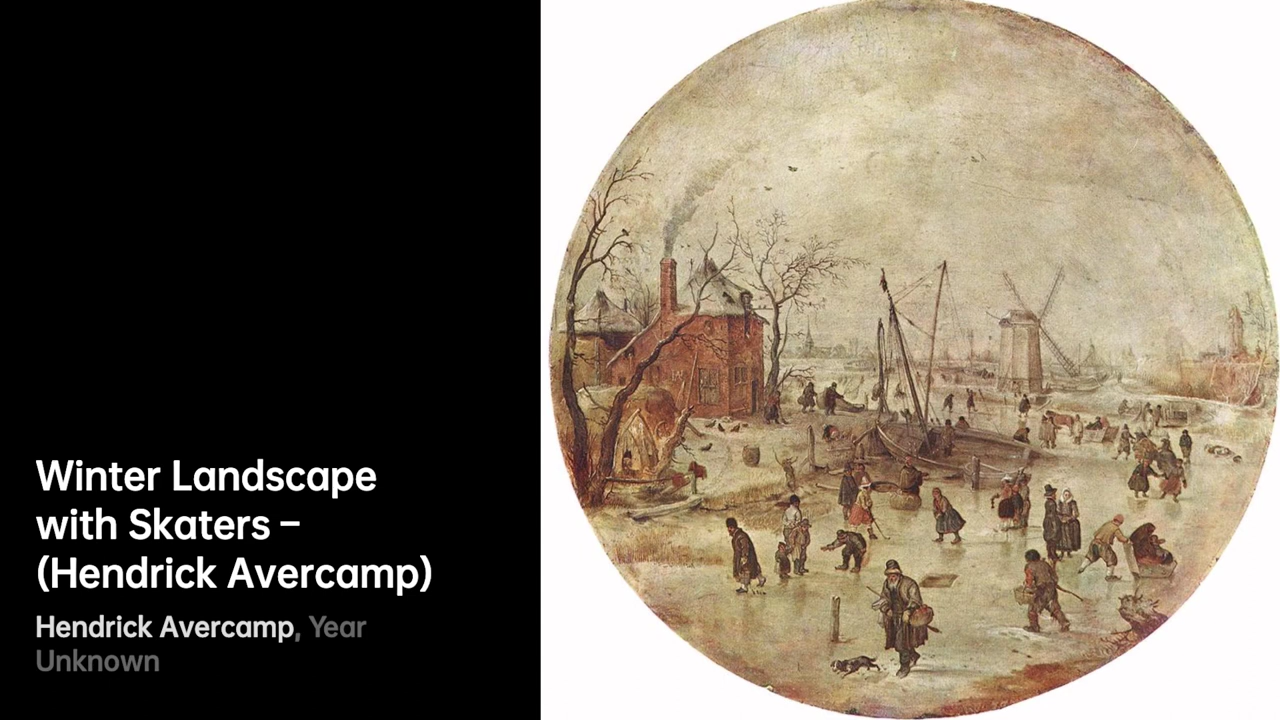 Winter Landscape
with Skaters –
(Hendrick Avercamp)
Hendrick Avercamp, Year
Unknown